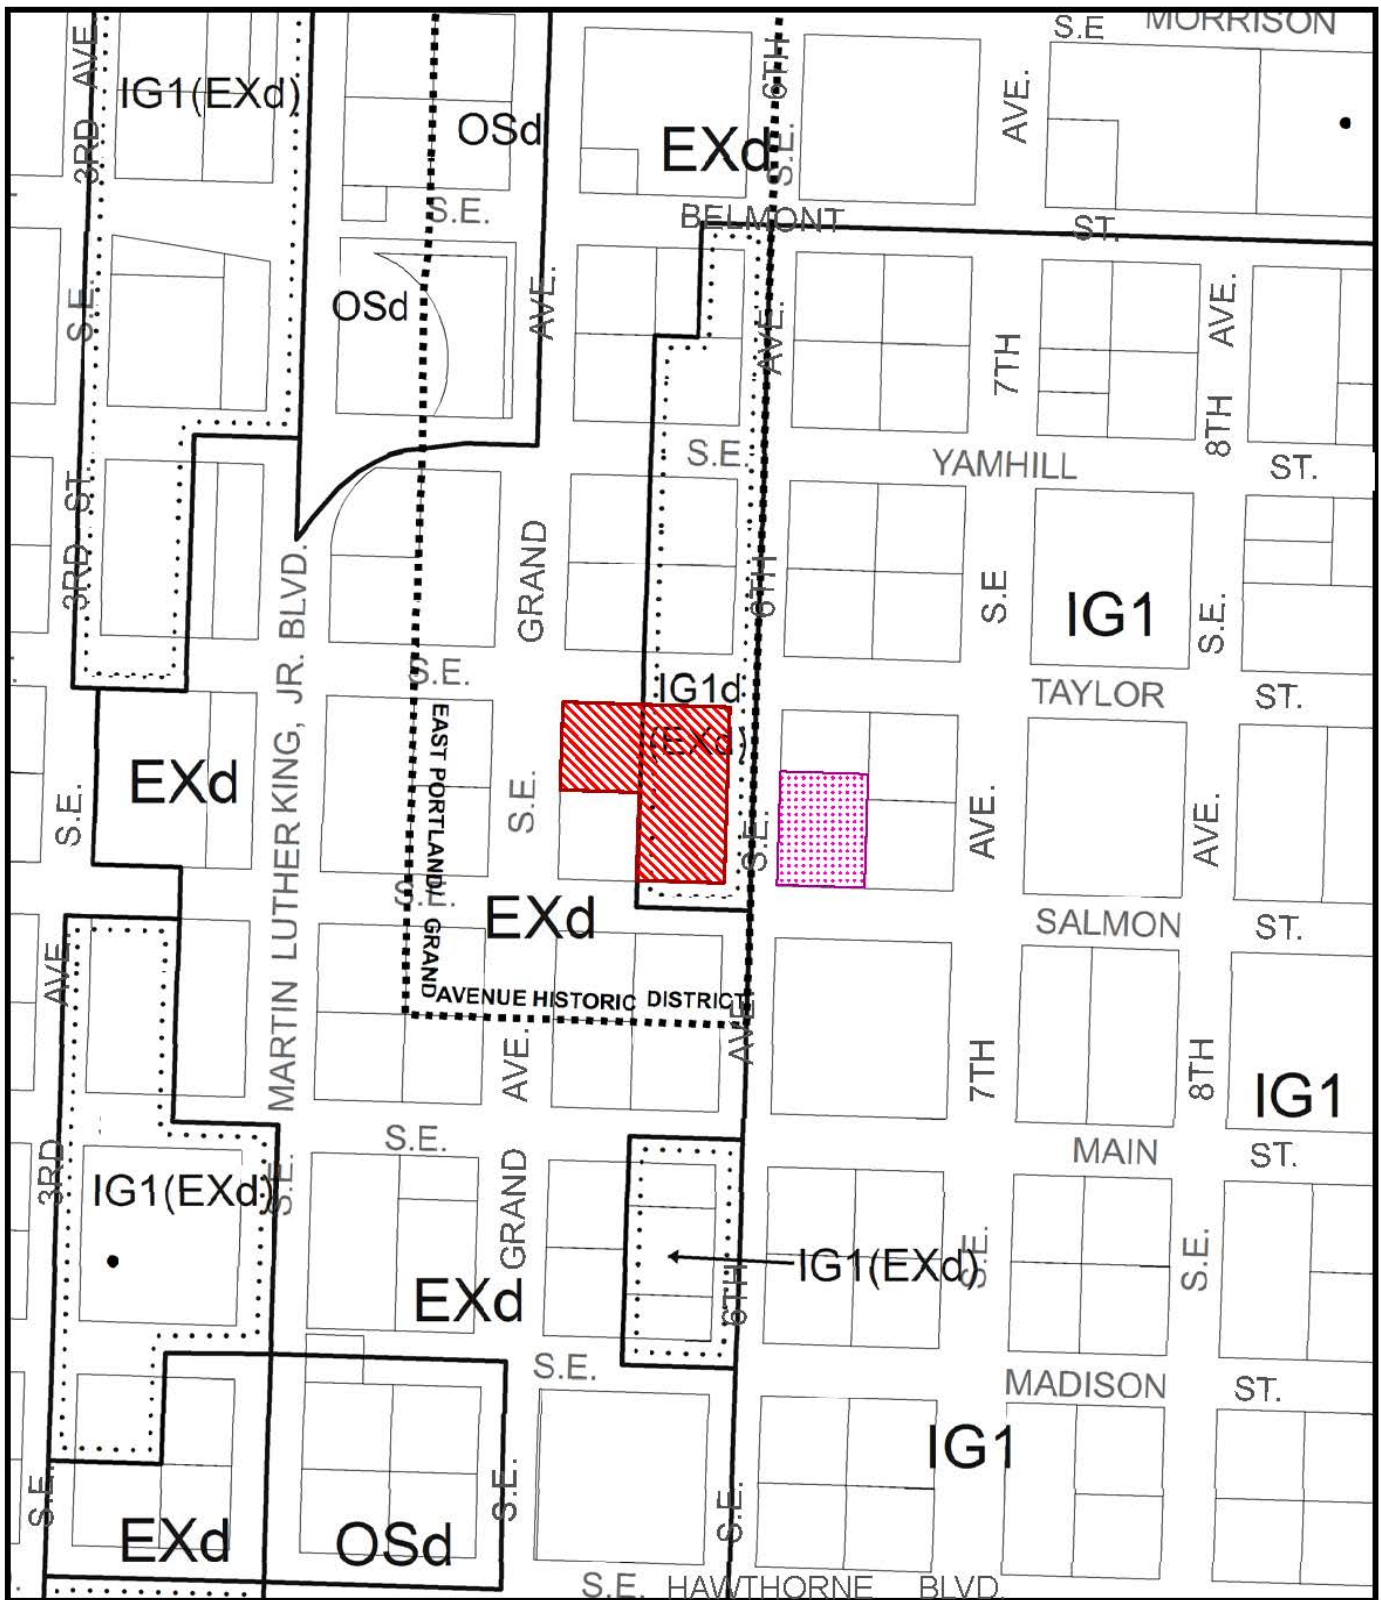 S.E MORRISON
3RD AVE
IG1(EXd)
OSd
EXd
S.E. 6TH
AVE.
S.E.
BELMONT
ST.
S.E.
OSd
AVE.
AVE.
7TH
8TH AVE.
S.E.
YAMHILL
ST.
3RD ST.
GRAND
6TH
S.E
IG1
S.E.
MARTIN LUTHER KING, JR. BLVD.
S.E.
TAYLOR
ST.
IG1d
(EXd)
EXd
S.E.
S.E.
EAST PORTLAND/ GRAND
AVENUE HISTORIC DISTRICT
S.E.
AVE.
AVE.
S.E.
EXd
SALMON
ST.
AVE
AVE.
AVE.
7TH
8TH
IG1
S.E.
MAIN
ST.
3RD
IG1(EXd)
S.E.
GRAND
EXd
IG1(EXd)
6TH
S.E.
S.E.
S.E.
MADISON
ST.
IG1
S.E.
EXd
OSd
S.E.
S.E.
S.E. HAWTHORNE BLVD.